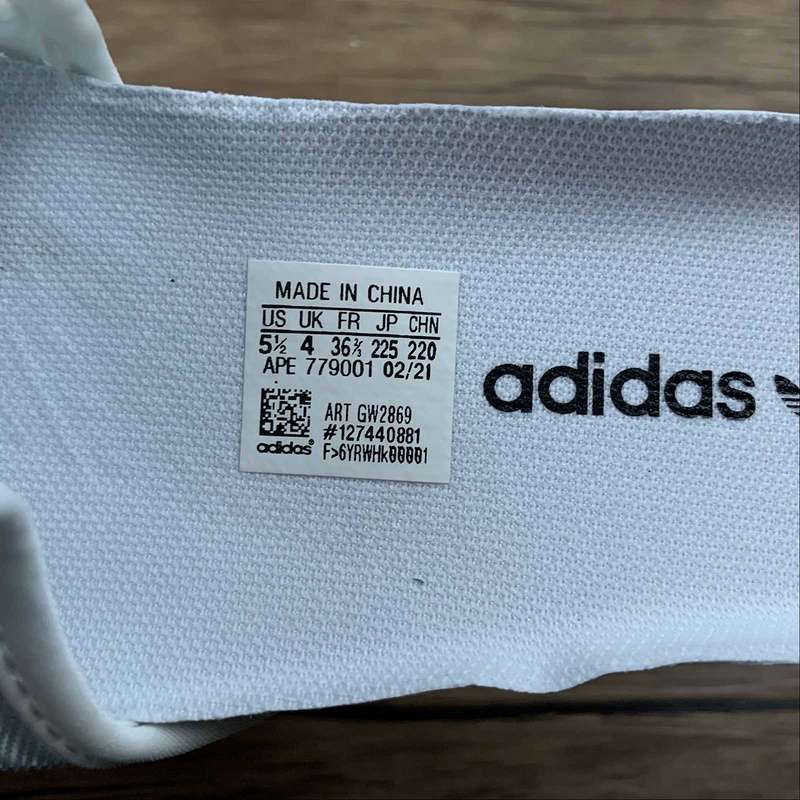 MADE IN CHINA
US UK FR JP CHN
5½ 4 36⅔ 225 220
APE 779001 02/21
ART GW2869
#127440881
adidas®
F>6YRWHk00001
adidas